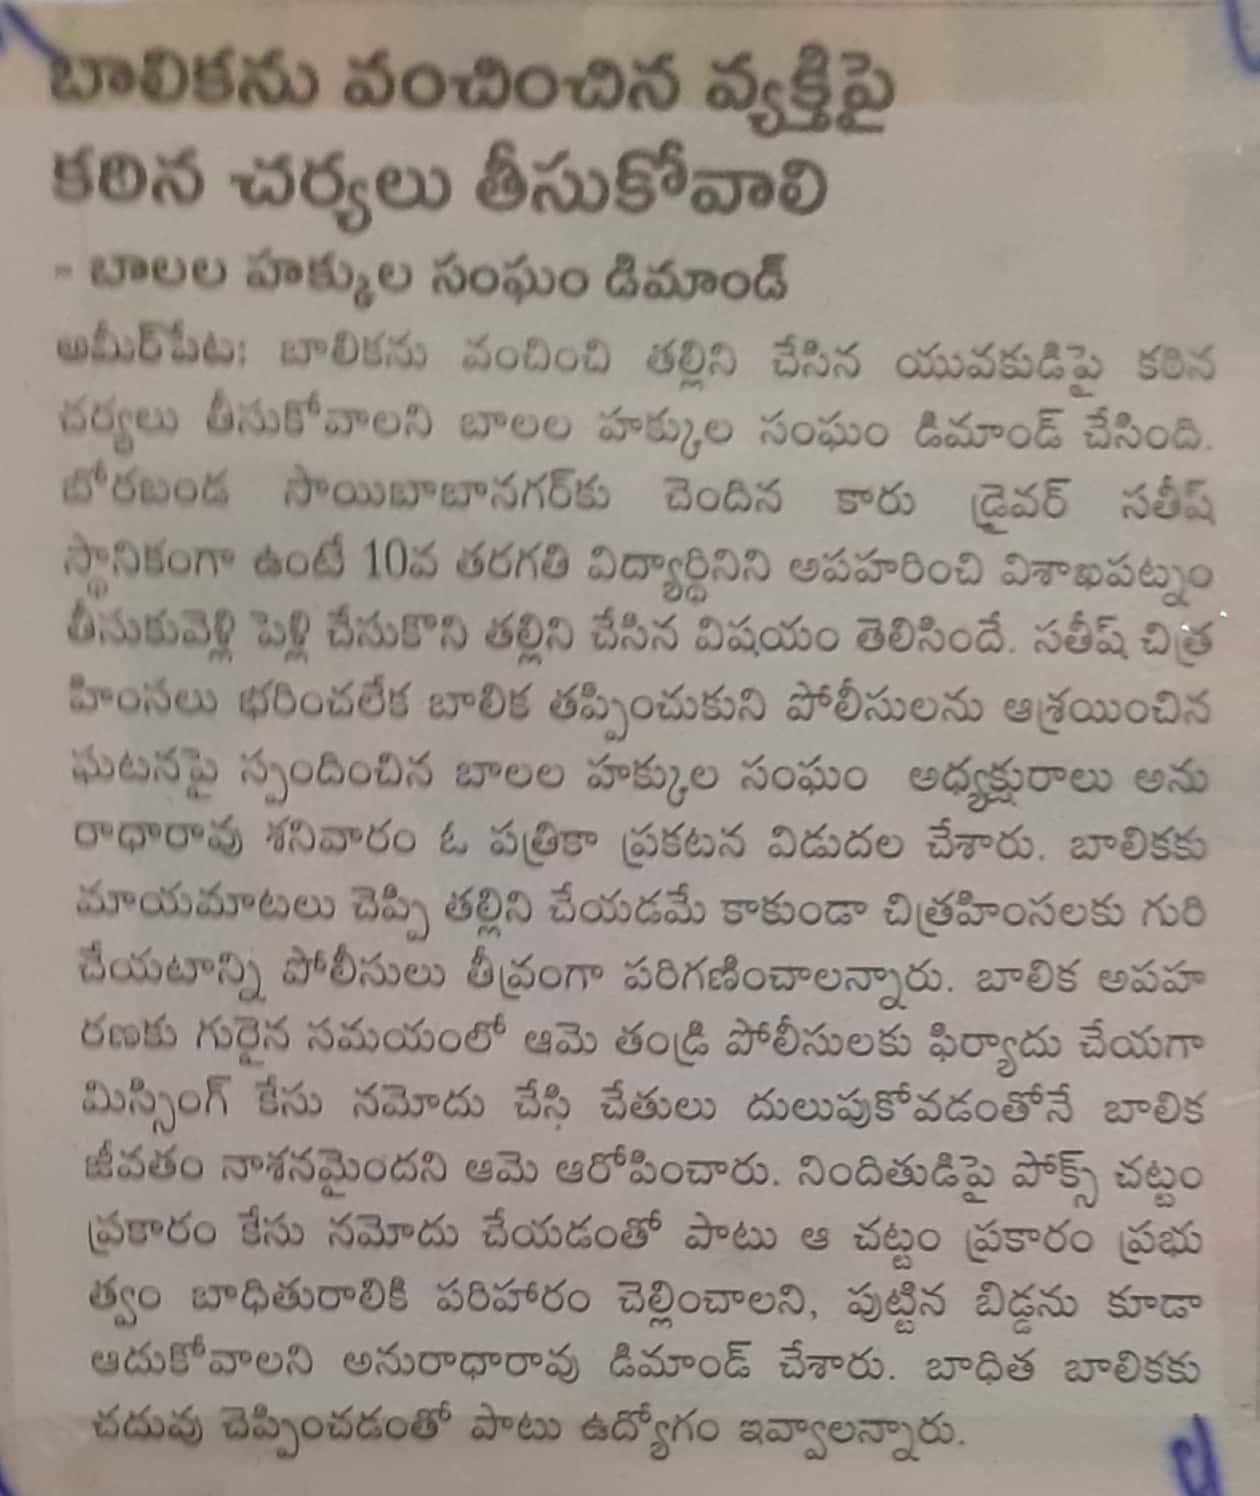 బాలికను వంచించిన వ్యక్తిపై
కఠిన చర్యలు తీసుకోవాలి
- బాలల హక్కుల సంఘం డిమాండ్
అమీర్‌పేట: బాలికను వంచించి తల్లిని చేసిన యువకుడిపై కఠిన
చర్యలు తీసుకోవాలని బాలల హక్కుల సంఘం డిమాండ్ చేసింది.
బోరబండ సాయిబాబానగర్‌కు చెందిన కారు డ్రైవర్ సతీష్
స్థానికంగా ఉంటే 10వ తరగతి విద్యార్థినిని అపహరించి విశాఖపట్నం
తీసుకువెళ్లి పెళ్లి చేసుకొని తల్లిని చేసిన విషయం తెలిసిందే. సతీష్ చిత్ర
హింసలు భరించలేక బాలిక తప్పించుకుని పోలీసులను ఆశ్రయించిన
ఘటనపై స్పందించిన బాలల హక్కుల సంఘం అధ్యక్షురాలు అను
రాధారావు శనివారం ఓ పత్రికా ప్రకటన విడుదల చేశారు. బాలికకు
మాయమాటలు చెప్పి తల్లిని చేయడమే కాకుండా చిత్రహింసలకు గురి
చేయటాన్ని పోలీసులు తీవ్రంగా పరిగణించాలన్నారు. బాలిక అపహ
రణకు గురైన సమయంలో ఆమె తండ్రి పోలీసులకు ఫిర్యాదు చేయగా
మిస్సింగ్ కేసు నమోదు చేసి చేతులు దులుపుకోవడంతోనే బాలిక
జీవతం నాశనమైందని ఆమె ఆరోపించారు. నిందితుడిపై పోక్స్ చట్టం
ప్రకారం కేసు నమోదు చేయడంతో పాటు ఆ చట్టం ప్రకారం ప్రభు
త్వం బాధితురాలికి పరిహారం చెల్లించాలని, పుట్టిన బిడ్డను కూడా
ఆదుకోవాలని అనురాధారావు డిమాండ్ చేశారు. బాధిత బాలికకు
చదువు చెప్పించడంతో పాటు ఉద్యోగం ఇవ్వాలన్నారు.